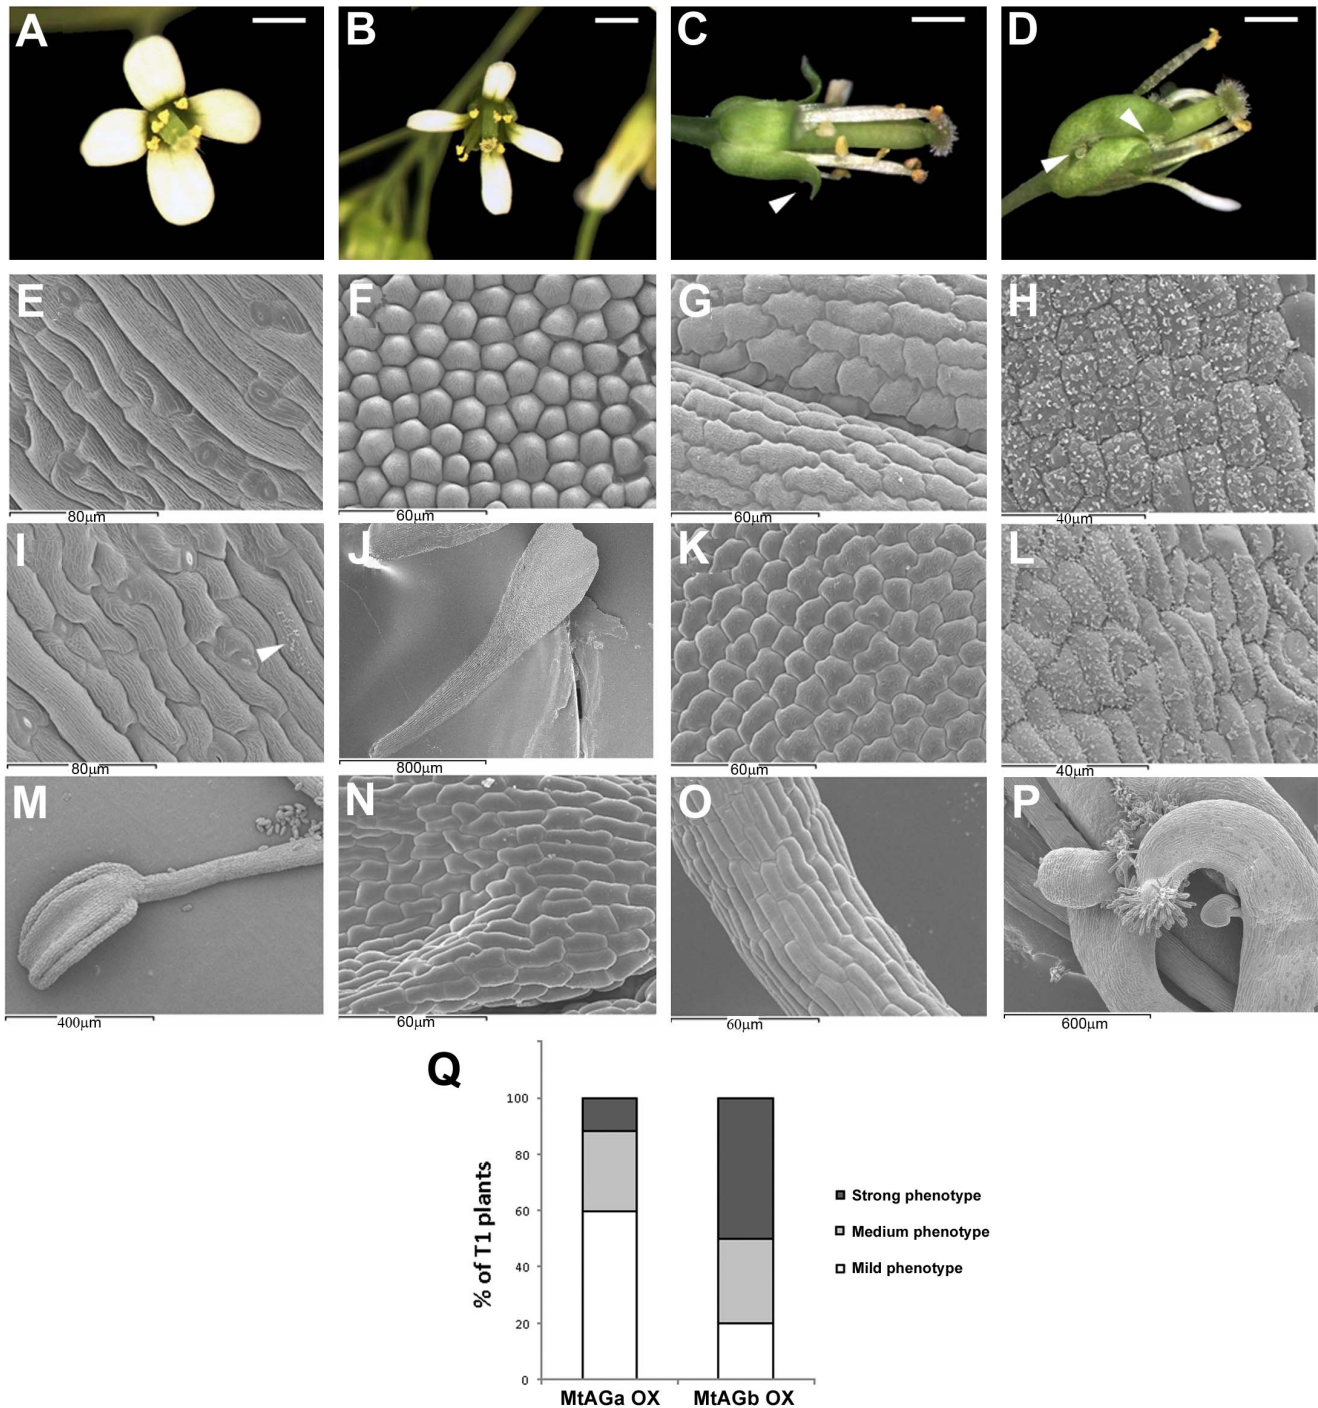 A B C D
E F G H
80µm 60µm 60µm 40µm
I J K L
80µm 800µm 60µm 40µm
M N O P
400µm 60µm 60µm 600µm
Q
% of T1 plants
100
80
60
40
20
0
MtAGa OX MtAGb OX
Strong phenotype
Medium phenotype
Mild phenotype